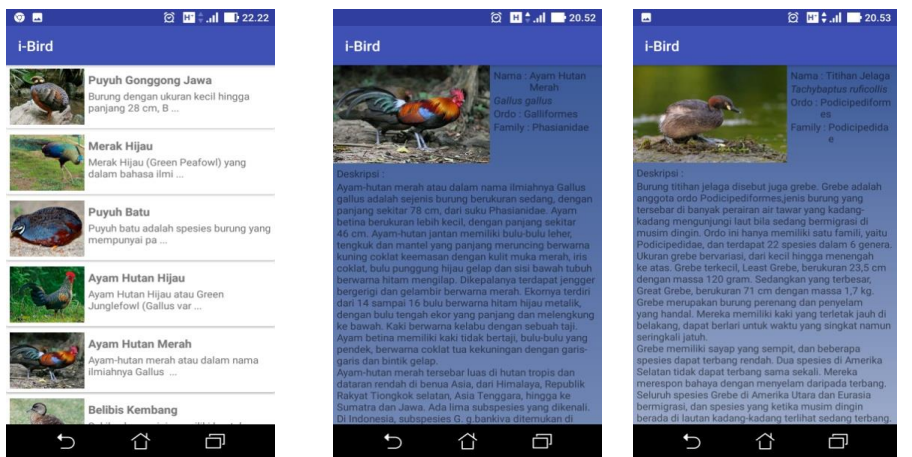 22.22
i-Bird
Puyuh Gonggong Jawa
Burung dengan ukuran kecil hingga
panjang 28 cm, B ...
Merak Hijau
Merak Hijau (Green Peafowl) yang
dalam bahasa ilmi ...
Puyuh Batu
Puyuh batu adalah spesies burung yang
mempunyai pa ...
Ayam Hutan Hijau
Ayam Hutan Hijau atau Green
Junglefowl (Gallus var ...
Ayam Hutan Merah
Ayam-hutan merah atau dalam nama
ilmiahnya Gallus ...
Belibis Kembang
H 20.52
i-Bird
Nama : Ayam Hutan
Merah
Gallus gallus
Ordo : Galliformes
Family : Phasianidae
Deskripsi :
Ayam-hutan merah atau dalam nama ilmiahnya Gallus
gallus adalah sejenis burung berukuran sedang, dengan
panjang sekitar 78 cm, dari suku Phasianidae. Ayam
betina berukuran lebih kecil, dengan panjang sekitar
46 cm. Ayam-hutan jantan memiliki bulu-bulu leher,
tengkuk dan mantel yang panjang meruncing berwarna
kuning coklat keemasan dengan kulit muka merah, iris
coklat, bulu punggung hijau gelap dan sisi bawah tubuh
berwarna hitam mengilap. Dikepalanya terdapat jengger
bergerigi dan gelambir berwarna merah. Ekornya terdiri
dari 14 sampai 16 bulu berwarna hitam hijau metalik,
dengan bulu tengah ekor yang panjang dan melengkung
ke bawah. Kaki berwarna kelabu dengan sebuah taji.
Ayam betina memiliki kaki tidak bertaji, bulu-bulu yang
pendek, berwarna coklat tua kekuningan dengan garis-
garis dan bintik gelap.
Ayam-hutan merah tersebar luas di hutan tropis dan
dataran rendah di benua Asia, dari Himalaya, Republik
Rakyat Tiongkok selatan, Asia Tenggara, hingga ke
Sumatra dan Jawa. Ada lima subspesies yang dikenali.
Di Indonesia, subspesies G. g.bankiva ditemukan di
20.53
i-Bird
Nama : Titihan Jelaga
Tachybaptus ruficollis
Ordo : Podicipediform
es
Family : Podicipedida
e
Deskripsi :
Burung titihan jelaga disebut juga grebe. Grebe adalah
anggota ordo Podicipediformes,jenis burung yang
tersebar di banyak perairan air tawar yang kadang-
kadang mengunjungi laut bila sedang bermigrasi di
musim dingin. Ordo ini hanya memiliki satu famili, yaitu
Podicipedidae, dan terdapat 22 spesies dalam 6 genera.
Ukuran grebe bervariasi, dari kecil hingga menengah
ke atas. Grebe terkecil, Least Grebe, berukuran 23,5 cm
dengan massa 120 gram. Sedangkan yang terbesar,
Great Grebe, berukuran 71 cm dengan massa 1,7 kg.
Grebe merupakan burung perenang dan penyelam
yang handal. Mereka memiliki kaki yang terletak jauh di
belakang, dapat berlari untuk waktu yang singkat namun
seringkali jatuh.
Grebe memiliki sayap yang sempit, dan beberapa
spesies dapat terbang rendah. Dua spesies di Amerika
Selatan tidak dapat terbang sama sekali. Mereka
merespon bahaya dengan menyelam daripada terbang.
Seluruh spesies Grebe di Amerika Utara dan Eurasia
bermigrasi, dan spesies yang ketika musim dingin
berada di lautan kadang-kadang terlihat sedang terbang.